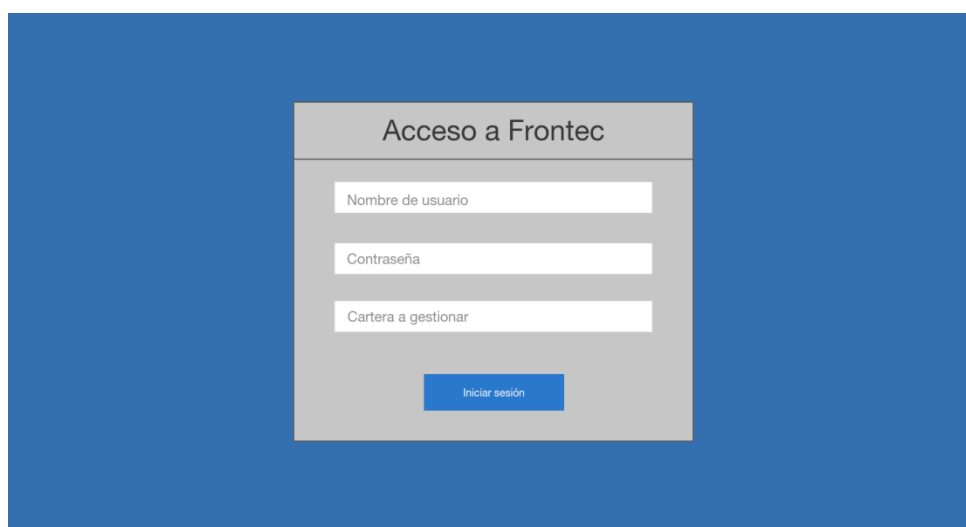 Acceso a Frontec
Nombre de usuario
Contraseña
Cartera a gestionar
Iniciar sesión